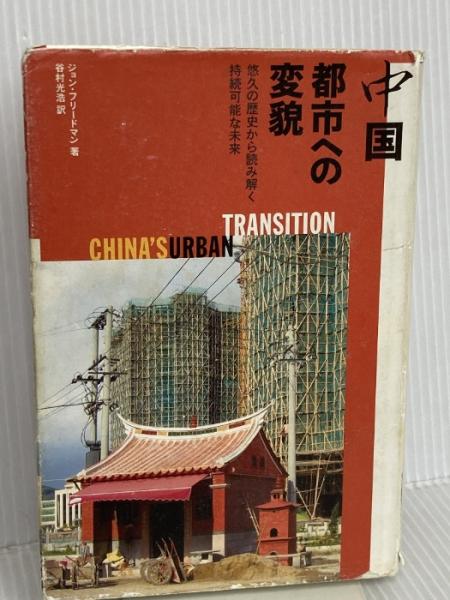 中国
都市への
変貌
悠久の歴史から読み解く
持続可能な未来
ジョン・フリードマン 著
谷村光浩 訳
TRANSITION
CHINA'S URBAN